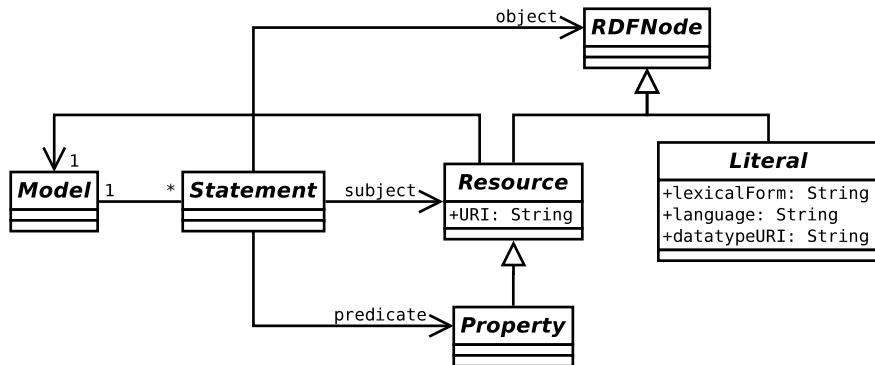 object
RDFNode
1
Model
1
*
Statement
subject
Resource
+URI: String
Literal
+lexicalForm: String
+language: String
+datatypeURI: String
predicate
Property